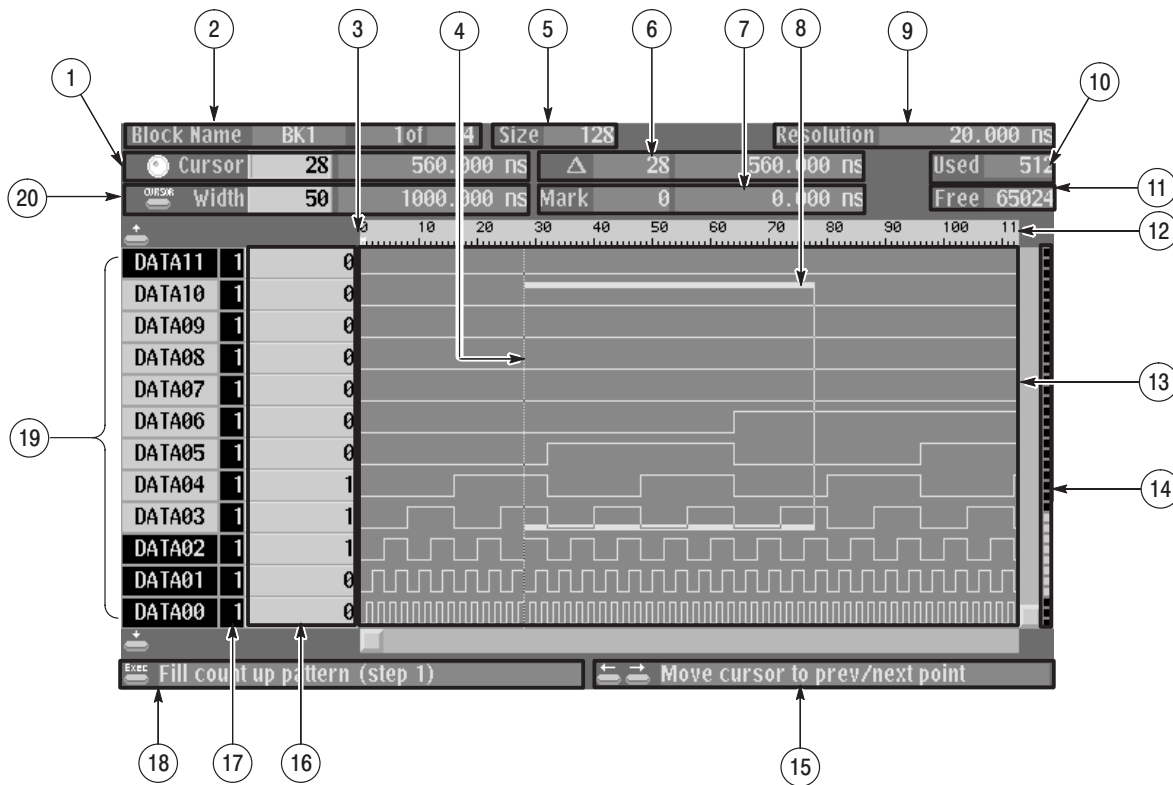 2 3 4 5 6 7 8 9
1 10
Block Name BK1 1of 4 Size 128 Resolution 20.000 ns
Cursor 28 560.000 ns △ 28 560.000 ns Used 512
20 CURSOR Width 50 1000.000 ns Mark 0 0.000 ns Free 65024 11
0 10 20 30 40 50 60 70 80 90 100 11 12
DATA11 1 0
DATA10 1 0
DATA09 1 0
DATA08 1 0
DATA07 1 0 13
DATA06 1 0
19 DATA05 1 0
DATA04 1 1 14
DATA03 1 1
DATA02 1 1
DATA01 1 0
DATA00 1 0
EXEC Fill count up pattern (step 1) Move cursor to prev/next point
18 17 16 15